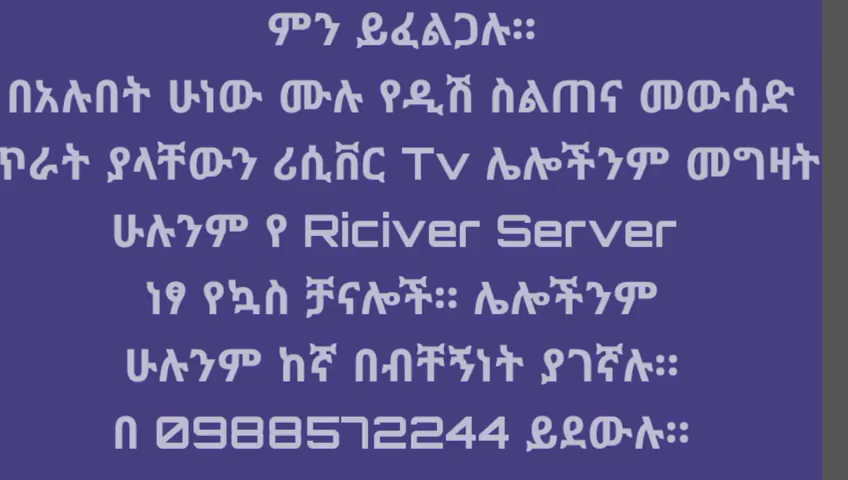 ምን ይፈልጋሉ።
በአሉበት ሁነው ሙሉ የዲሽ ስልጠና መውሰድ
ጥራት ያላቸውን ሪሲቨር Tv ሌሎችንም መግዛት
ሁሉንም የ Riciver Server
ነፃ የኳስ ቻናሎች። ሌሎችንም
ሁሉንም ከኛ በብቸኝነት ያገኛሉ።
በ 0988572244 ይደውሉ።